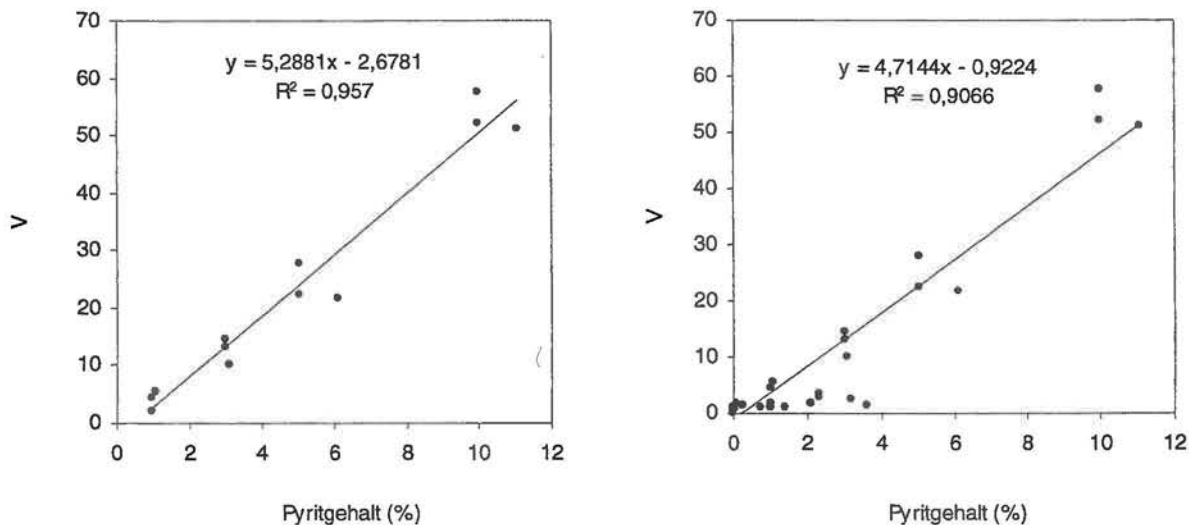 y = 5,2881x - 2,6781
R² = 0,957
70
60
50
40
30
20
10
0
V
0 2 4 6 8 10 12
Pyritgehalt (%)
y = 4,7144x - 0,9224
R² = 0,9066
70
60
50
40
30
20
10
0
V
0 2 4 6 8 10 12
Pyritgehalt (%)